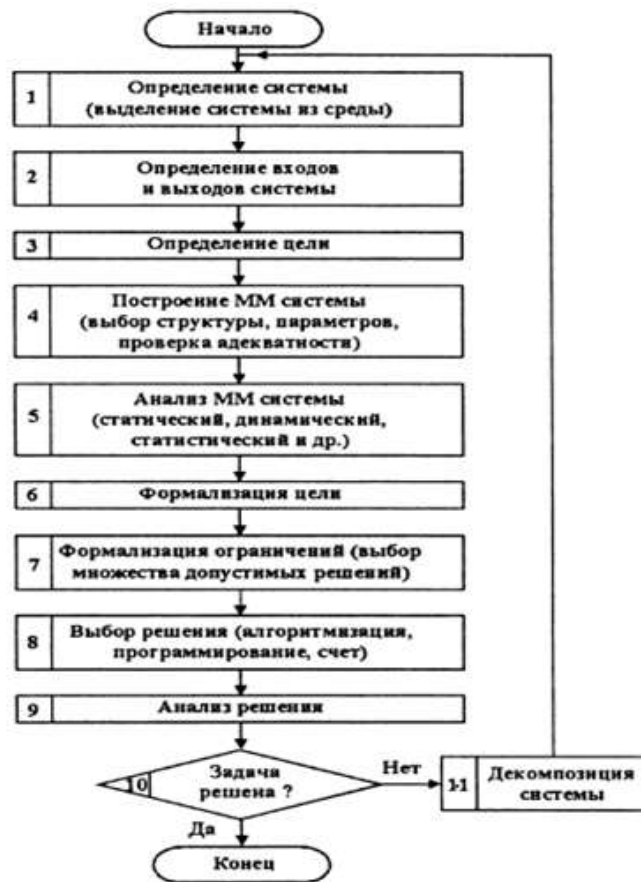 Начало
1
Определение системы
(выделение системы из среды)
2
Определение входов
и выходов системы
3
Определение цели
4
Построение ММ системы
(выбор структуры, параметров,
проверка адекватности)
5
Анализ ММ системы
(статический, динамический,
статистический и др.)
6
Формализация цели
7
Формализация ограничений (выбор
множества допустимых решений)
8
Выбор решения (алгоритмизация,
программирование, счет)
9
Анализ решения
10
Задача
решена ?
Нет
11
Декомпозиция
системы
Да
Конец